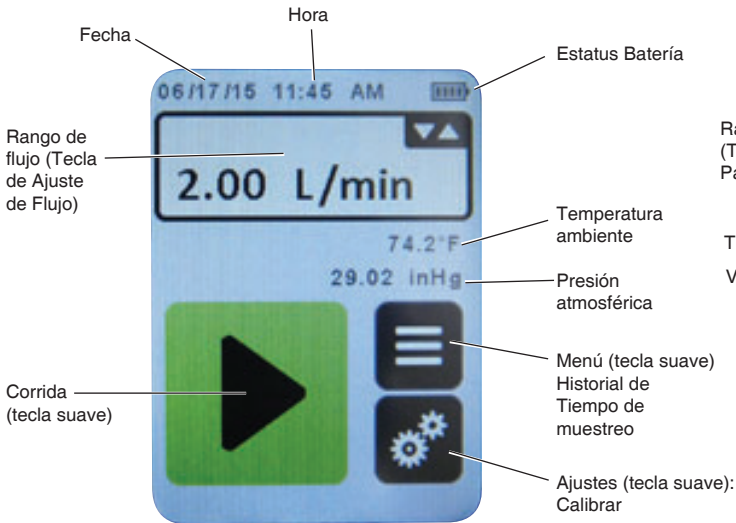 Fecha
Hora
Estatus Batería
06/17/15 11:45 AM
Rango de
flujo (Tecla
de Ajuste
de Flujo)
2.00 L/min
74.2°F
Temperatura
ambiente
29.02 inHg
Presión
atmosférica
Menú (tecla suave)
Historial de
Tiempo de
muestreo
Corrida
(tecla suave)
Ajustes (tecla suave):
Calibrar